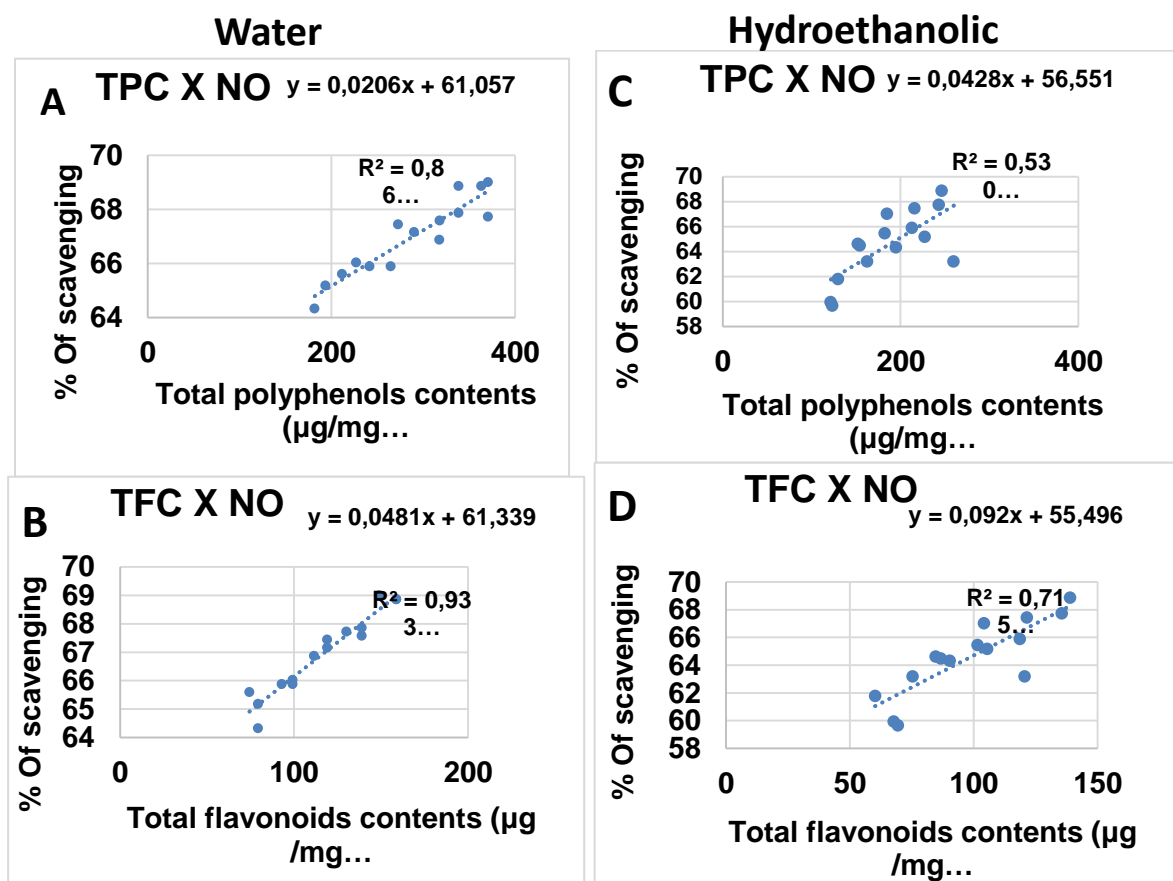 Water
Hydroethanolic
A
TPC X NO
y = 0,0206x + 61,057
R² = 0,8
6…
70
68
66
64
0
200
400
% Of scavenging
Total polyphenols contents
(µg/mg…
C
TPC X NO
y = 0,0428x + 56,551
R² = 0,53
0…
70
68
66
64
62
60
58
0
200
400
% Of scavenging
Total polyphenols contents
(µg/mg…
B
TFC X NO
y = 0,0481x + 61,339
R² = 0,93
3…
70
69
68
67
66
65
64
0
100
200
% Of scavenging
Total flavonoids contents (µg
/mg…
D
TFC X NO
y = 0,092x + 55,496
R² = 0,71
5…
70
68
66
64
62
60
58
0
50
100
150
% Of scavenging
Total flavonoids contents (µg
/mg…